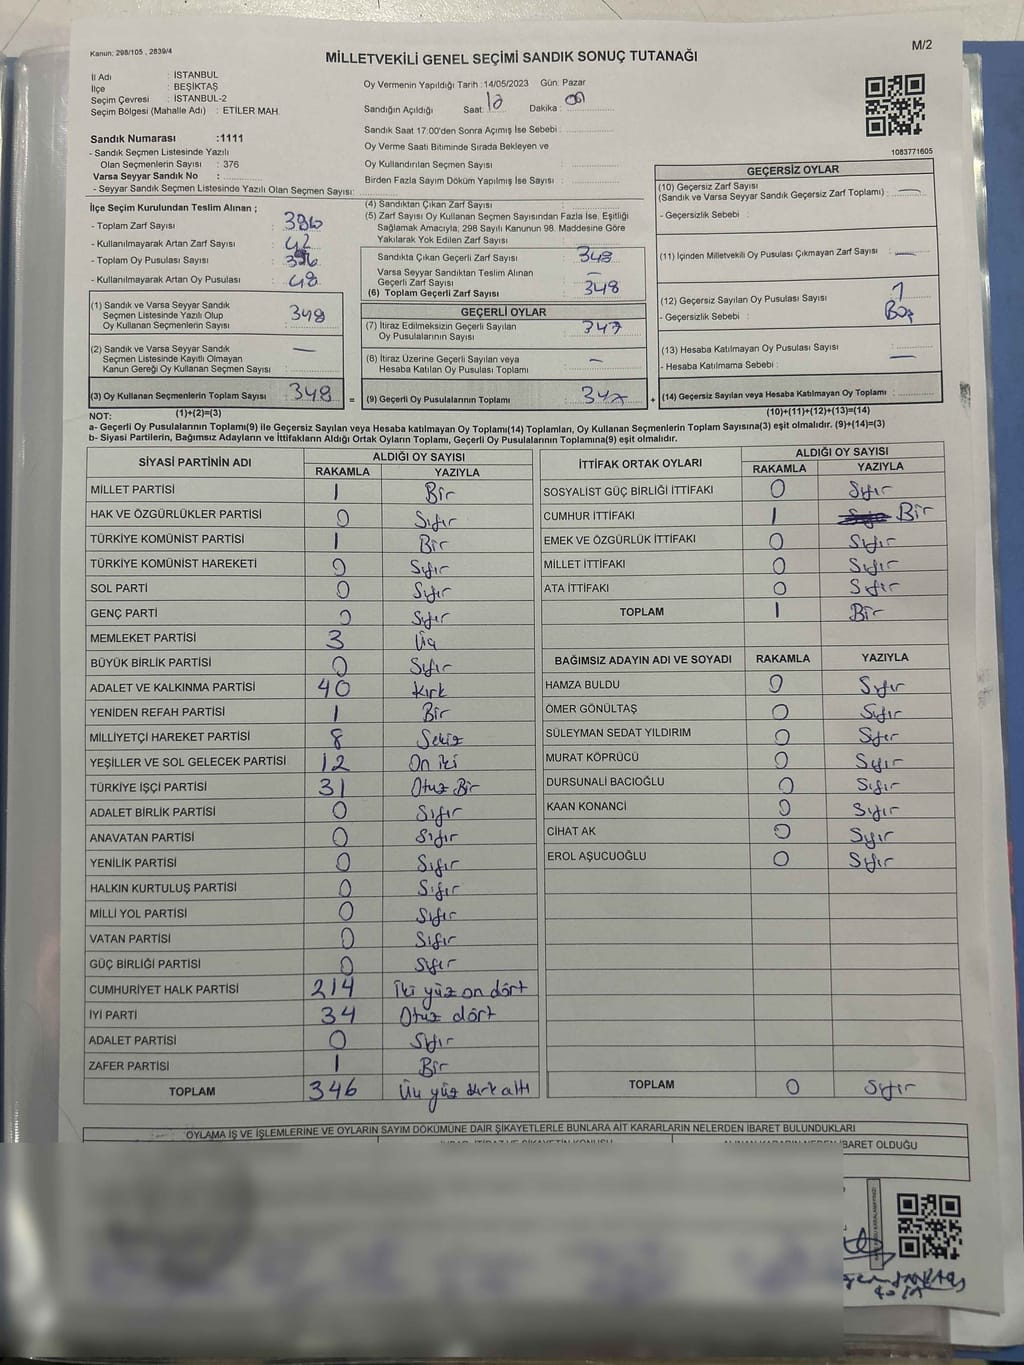 Kanun: 298/105 , 2839/4
M/2
MİLLETVEKİLİ GENEL SEÇİMİ SANDIK SONUÇ TUTANAĞI
İl Adı : İSTANBUL
İlçe : BEŞİKTAŞ
Seçim Çevresi : İSTANBUL-2
Seçim Bölgesi (Mahalle Adı) : ETİLER MAH.
Sandık Numarası :1111
- Sandık Seçmen Listesinde Yazılı
Olan Seçmenlerin Sayısı : 376
Varsa Seyyar Sandık No :
- Seyyar Sandık Seçmen Listesinde Yazılı Olan Seçmen Sayısı:
Oy Vermenin Yapıldığı Tarih :14/05/2023 Gün: Pazar
Sandığın Açıldığı Saat: Dakika :
Sandık Saat 17:00'den Sonra Açımış İse Sebebi :
Oy Verme Saati Bitiminde Sırada Bekleyen ve
Oy Kullandırılan Seçmen Sayısı :
Birden Fazla Sayım Döküm Yapılmış İse Sayısı :
1083771605
İlçe Seçim Kurulundan Teslim Alınan ;
- Toplam Zarf Sayısı :
- Kullanılmayarak Artan Zarf Sayısı : 42
- Toplam Oy Pusulası Sayısı :
- Kullanılmayarak Artan Oy Pusulası : 48
(1) Sandık ve Varsa Seyyar Sandık
Seçmen Listesinde Yazılı Olup
Oy Kullanan Seçmenlerin Sayısı : 348
(2) Sandık ve Varsa Seyyar Sandık
Seçmen Listesinde Kayıtlı Olmayan
Kanun Gereği Oy Kullanan Seçmen Sayısı : —
(3) Oy Kullanan Seçmenlerin Toplam Sayısı : 348
(1)+(2)=(3)
(4) Sandıktan Çıkan Zarf Sayısı :
(5) Zarf Sayısı Oy Kullanan Seçmen Sayısından Fazla İse, Eşitliği
Sağlamak Amacıyla, 298 Sayılı Kanunun 98. Maddesine Göre
Yakılarak Yok Edilen Zarf Sayısı :
Sandıkta Çıkan Geçerli Zarf Sayısı : 348
Varsa Seyyar Sandıktan Teslim Alınan
Geçerli Zarf Sayısı : —
(6) Toplam Geçerli Zarf Sayısı : 348
GEÇERLİ OYLAR
(7) İtiraz Edilmeksizin Geçerli Sayılan
Oy Pusulalarının Sayısı : 347
(8) İtiraz Üzerine Geçerli Sayılan veya
Hesaba Katılan Oy Pusulası Toplamı : —
= (9) Geçerli Oy Pusulalarının Toplamı : 347
GEÇERSİZ OYLAR
(10) Geçersiz Zarf Sayısı
(Sandık ve Varsa Seyyar Sandık Geçersiz Zarf Toplamı) : —
- Geçersizlik Sebebi :
(11) İçinden Milletvekili Oy Pusulası Çıkmayan Zarf Sayısı : —
(12) Geçersiz Sayılan Oy Pusulası Sayısı : 1
- Geçersizlik Sebebi : Boş
(13) Hesaba Katılmayan Oy Pusulası Sayısı :
- Hesaba Katılmama Sebebi : —
+ (14) Geçersiz Sayılan veya Hesaba Katılmayan Oy Toplamı :
(10)+(11)+(12)+(13)=(14)
NOT:
a- Geçerli Oy Pusulalarının Toplamı(9) ile Geçersiz Sayılan veya Hesaba Katılmayan Oy Toplamı(14) Toplamları, Oy Kullanan Seçmenlerin Toplam Sayısına(3) eşit olmalıdır. (9)+(14)=(3)
b- Siyasi Partilerin, Bağımsız Adayların ve İttifakların Aldığı Ortak Oyların Toplamı, Geçerli Oy Pusulalarının Toplamına(9) eşit olmalıdır.
SİYASİ PARTİNİN ADI
ALDIĞI OY SAYISI
RAKAMLA YAZIYLA
MİLLET PARTİSİ 1 Bir
HAK VE ÖZGÜRLÜKLER PARTİSİ 0 Sıfır
TÜRKİYE KOMÜNİST PARTİSİ 1 Bir
TÜRKİYE KOMÜNİST HAREKETİ 0 Sıfır
SOL PARTİ 0 Sıfır
GENÇ PARTİ 0 Sıfır
MEMLEKET PARTİSİ 3 Üç
BÜYÜK BİRLİK PARTİSİ 0 Sıfır
ADALET VE KALKINMA PARTİSİ 40 kırk
YENİDEN REFAH PARTİSİ 1 Bir
MİLLİYETÇİ HAREKET PARTİSİ 8 Sekiz
YEŞİLLER VE SOL GELECEK PARTİSİ 12 On iki
TÜRKİYE İŞÇİ PARTİSİ 31 Otuz Bir
ADALET BİRLİK PARTİSİ 0 Sıfır
ANAVATAN PARTİSİ 0 Sıfır
YENİLİK PARTİSİ 0 Sıfır
HALKIN KURTULUŞ PARTİSİ 0 Sıfır
MİLLİ YOL PARTİSİ 0 Sıfır
VATAN PARTİSİ 0 Sıfır
GÜÇ BİRLİĞİ PARTİSİ 0 Sıfır
CUMHURİYET HALK PARTİSİ 214 İki yüz on dört
İYİ PARTİ 34 Otuz dört
ADALET PARTİSİ 0 Sıfır
ZAFER PARTİSİ 1 Bir
TOPLAM 346 Üç yüz kırk altı
İTTİFAK ORTAK OYLARI
ALDIĞI OY SAYISI
RAKAMLA YAZIYLA
SOSYALİST GÜÇ BİRLİĞİ İTTİFAKI 0 Sıfır
CUMHUR İTTİFAKI 1 Bir
EMEK VE ÖZGÜRLÜK İTTİFAKI 0 Sıfır
MİLLET İTTİFAKI 0 Sıfır
ATA İTTİFAKI 0 Sıfır
TOPLAM 1 Bir
BAĞIMSIZ ADAYIN ADI VE SOYADI RAKAMLA YAZIYLA
HAMZA BULDU 0 Sıfır
ÖMER GÖNÜLTAŞ 0 Sıfır
SÜLEYMAN SEDAT YILDIRIM 0 Sıfır
MURAT KÖPRÜCÜ 0 Sıfır
DURSUNALİ BACIOĞLU 0 Sıfır
KAAN KONANCİ 0 Sıfır
CİHAT AK 0 Sıfır
EROL AŞUCUOĞLU 0 Sıfır
TOPLAM 0 Sıfır
OYLAMA İŞ VE İŞLEMLERİNE VE OYLARIN SAYIM DÖKÜMÜNE DAİR ŞİKAYETLERLE BUNLARA AİT KARARLARIN NELERDEN İBARET BULUNDUKLARI
İBARET OLDUĞU